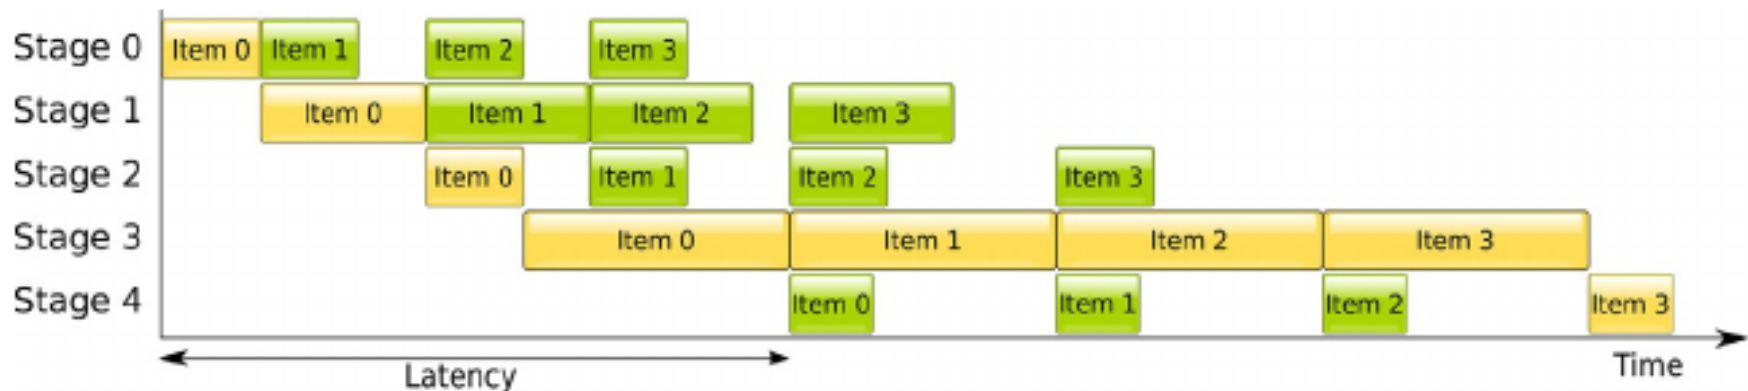 Stage 0 Item 0 Item 1 Item 2 Item 3
Stage 1 Item 0 Item 1 Item 2 Item 3
Stage 2 Item 0 Item 1 Item 2 Item 3
Stage 3 Item 0 Item 1 Item 2 Item 3
Stage 4 Item 0 Item 1 Item 2 Item 3
Latency Time